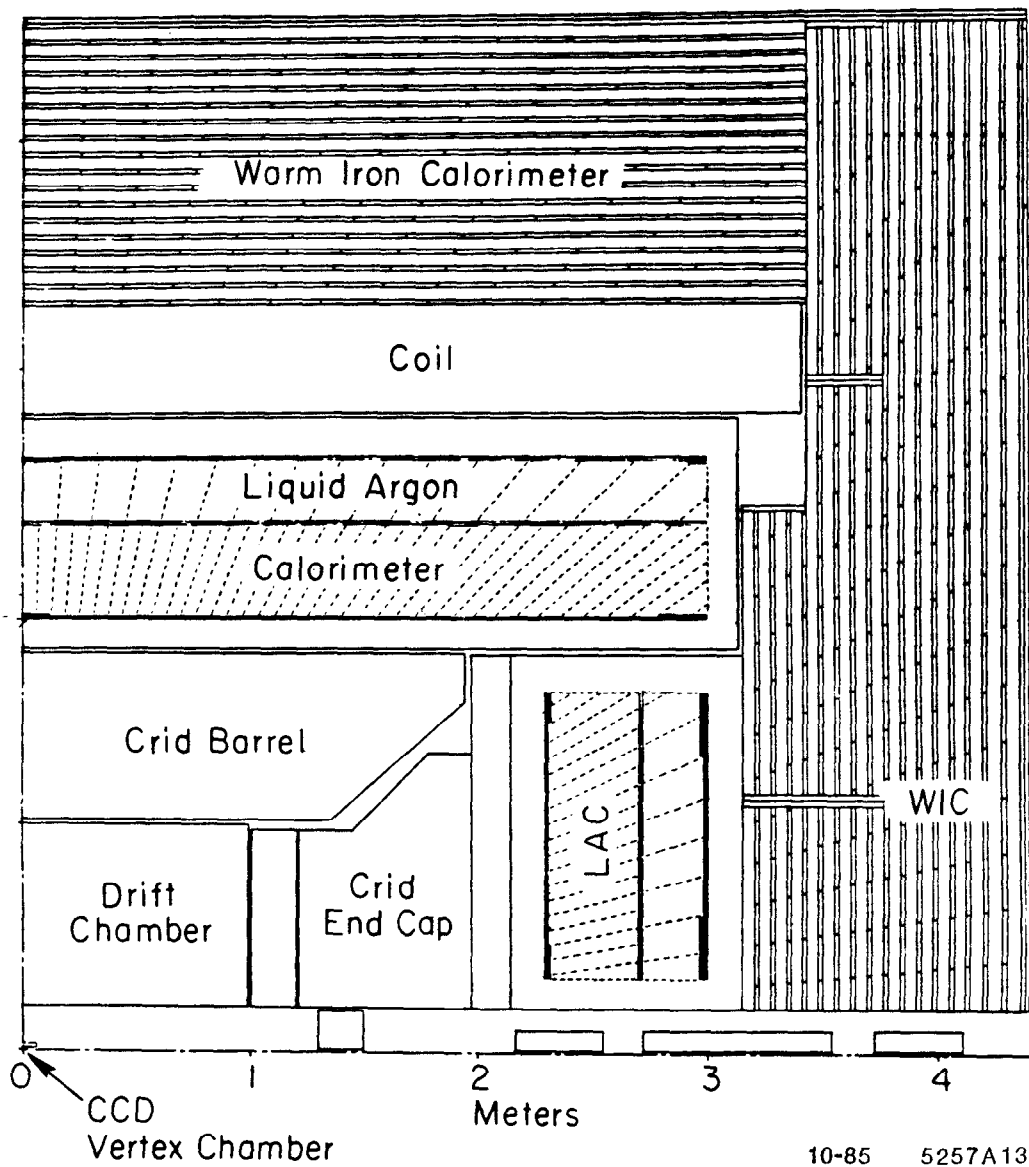 Warm Iron Calorimeter
Coil
Liquid Argon
Calorimeter
Crid Barrel
WIC
LAC
Drift
Chamber
Crid
End Cap
0 1 2 3 4
Meters
CCD
Vertex Chamber
10-85 5257A13